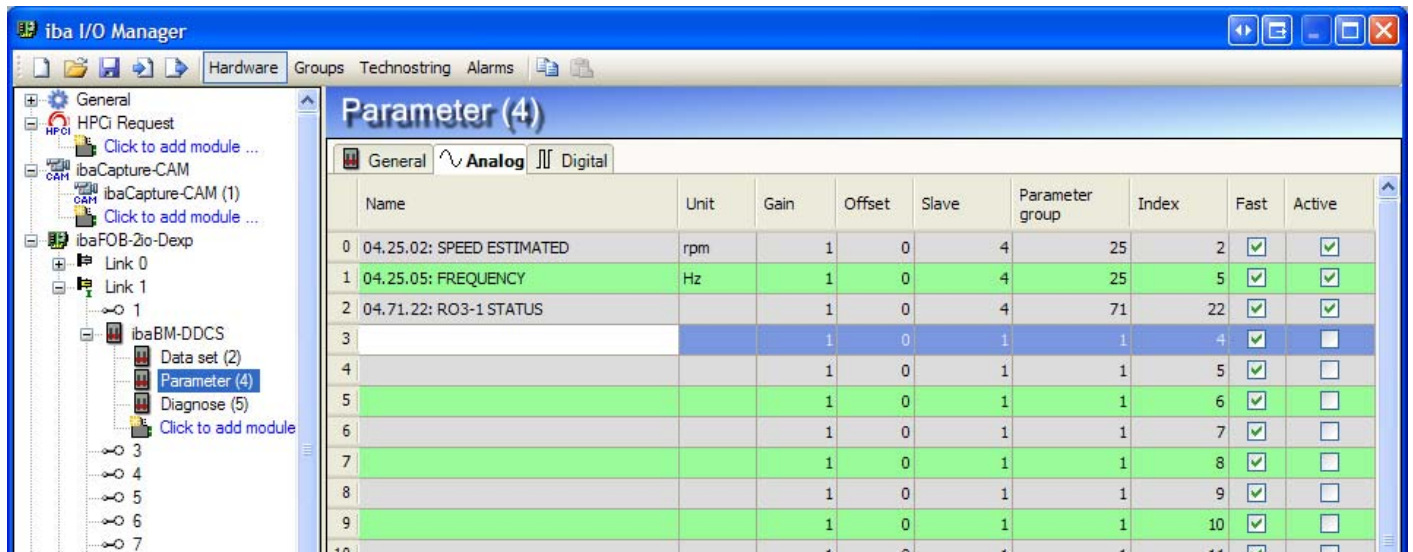 iba I/O Manager
Hardware Groups Technostring Alarms
General
HPCi Request
HPCi
Click to add module ...
ibaCapture-CAM
CAM
ibaCapture-CAM (1)
CAM
Click to add module ...
ibaFOB-2io-Dexp
Link 0
Link 1
1
ibaBM-DDCS
Data set (2)
Parameter (4)
Diagnose (5)
Click to add module
3
4
5
6
7
Parameter (4)
General Analog Digital
Name Unit Gain Offset Slave Parameter group Index Fast Active
0 04.25.02: SPEED ESTIMATED rpm 1 0 4 25 2
1 04.25.05: FREQUENCY Hz 1 0 4 25 5
2 04.71.22: RO3-1 STATUS 1 0 4 71 22
3 1 0 1 1 4
4 1 0 1 1 5
5 1 0 1 1 6
6 1 0 1 1 7
7 1 0 1 1 8
8 1 0 1 1 9
9 1 0 1 1 10